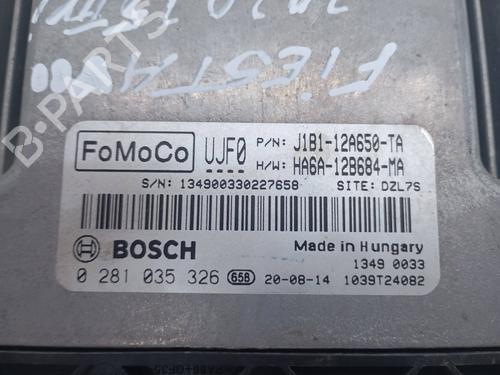 FIESTA
B-PARTS
FoMoCo
UJF0
P/N: J1B1-12A650-TA
H/W: HA6A-12B684-MA
S/N: 134900330227658 SITE: DZL7S
BOSCH
Made in Hungary
0 281 035 326 658 20-08-14
1349 0033
1039T24082